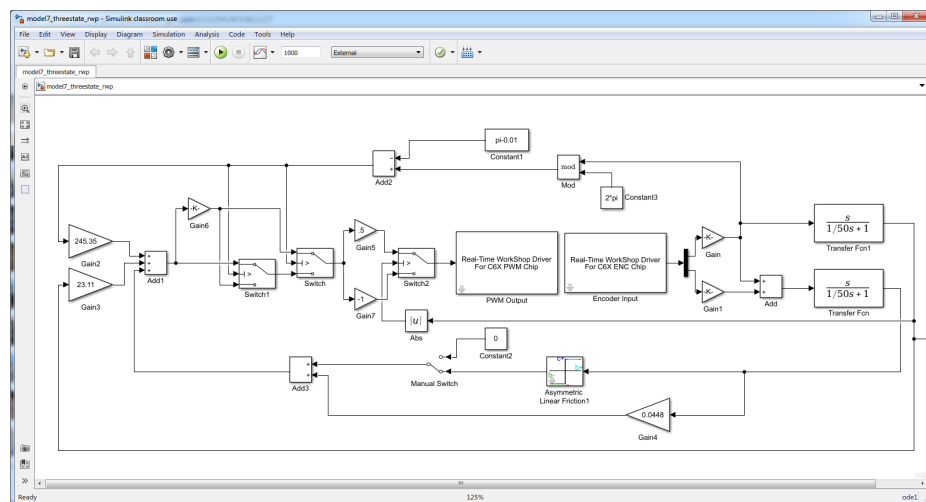 model7_threestate_rwp - Simulink classroom use
File Edit View Display Diagram Simulation Analysis Code Tools Help
1000
External
model7_threestate_rwp
model7_threestate_rwp
pi-0.01
Constant1
Add2
mod
Mod
2*pi
Constant3
-K-
Gain6
245.35
Gain2
23.11
Gain3
Add1
Switch1
Switch
.5
Gain5
-1
Gain7
Switch2
Real-Time WorkShop Driver
For C6X PWM Chip
PWM Output
Real-Time WorkShop Driver
For C6X ENC Chip
Encoder Input
-K-
Gain
-K-
Gain1
Add
s
1/50s+1
Transfer Fcn1
s
1/50s+1
Transfer Fcn
|u|
Abs
0
Constant2
Manual Switch
Add3
Asymmetric
Linear Friction1
0.0448
Gain4
Ready
125%
ode1